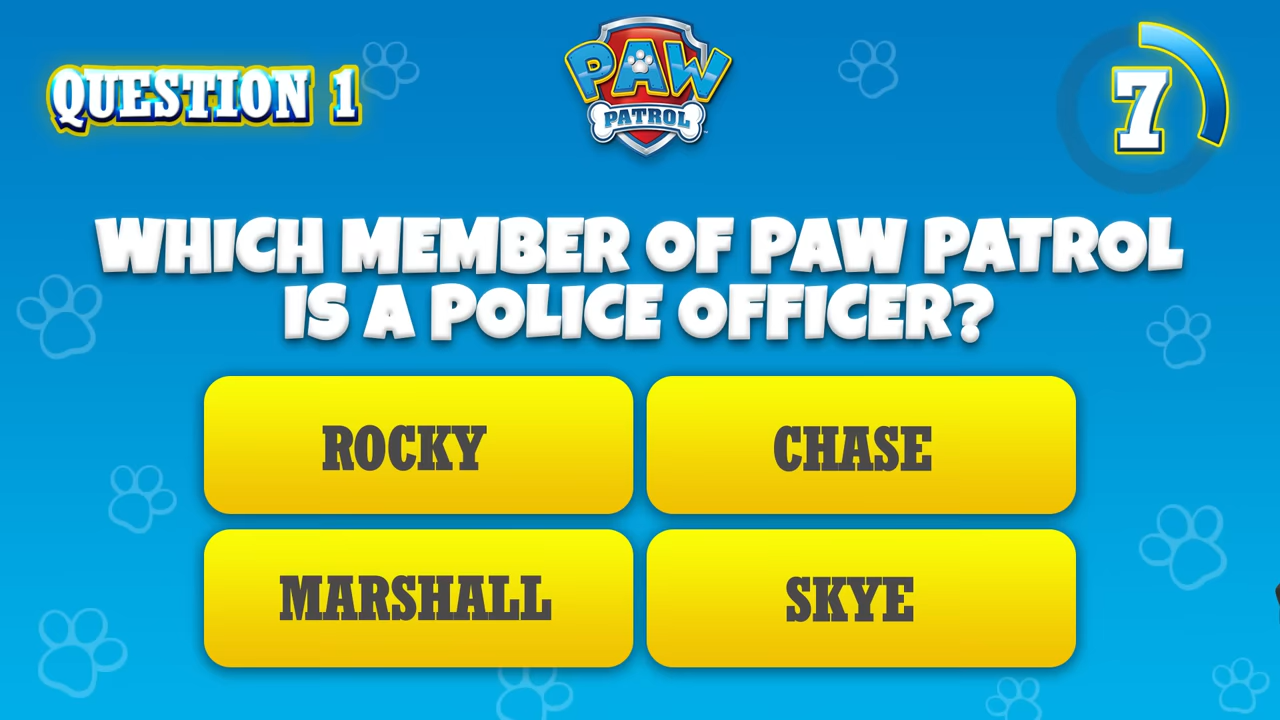 QUESTION 1
PAW
PATROL
7
WHICH MEMBER OF PAW PATROL
IS A POLICE OFFICER?
ROCKY
CHASE
MARSHALL
SKYE